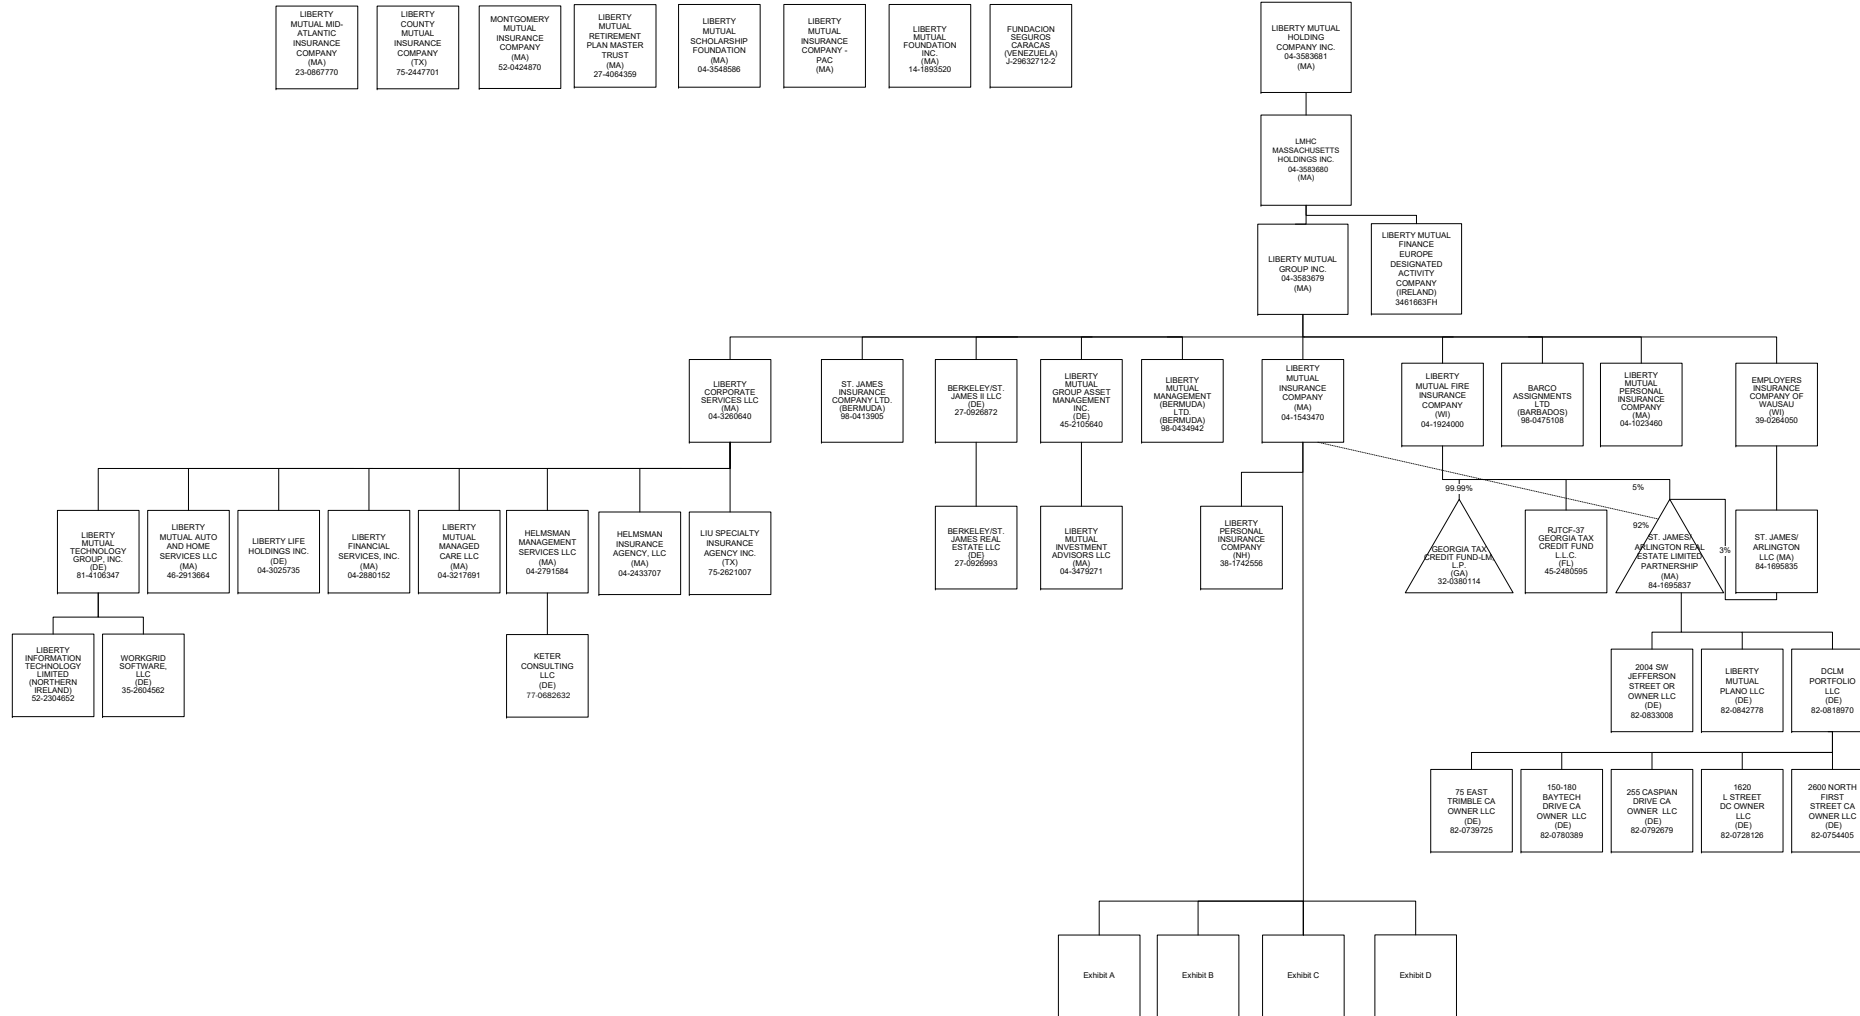 LIBERTY
MUTUAL MID-
ATLANTIC
INSURANCE
COMPANY
(MA)
23-0867770
LIBERTY
COUNTY
MUTUAL
INSURANCE
COMPANY
(TX)
75-2447701
MONTGOMERY
MUTUAL
INSURANCE
COMPANY
(MA)
52-0424870
LIBERTY
MUTUAL
RETIREMENT
PLAN MASTER
TRUST
(MA)
27-4064359
LIBERTY
MUTUAL
SCHOLARSHIP
FOUNDATION
(MA)
04-3548586
LIBERTY
MUTUAL
INSURANCE
COMPANY -
PAC
(MA)
LIBERTY
MUTUAL
FOUNDATION
INC.
(MA)
14-1893520
FUNDACION
SEGUROS
CARACAS
(VENEZUELA)
J-29632712-2
LIBERTY MUTUAL
HOLDING
COMPANY INC.
04-3583681
(MA)
LMHC
MASSACHUSETTS
HOLDINGS INC.
04-3583680
(MA)
LIBERTY MUTUAL
GROUP INC.
04-3583679
(MA)
LIBERTY MUTUAL
FINANCE
EUROPE
DESIGNATED
ACTIVITY
COMPANY
(IRELAND)
3461663FH
LIBERTY
CORPORATE
SERVICES LLC
(MA)
04-3260640
ST. JAMES
INSURANCE
COMPANY LTD.
(BERMUDA)
98-0413905
BERKELEY/ST.
JAMES II LLC
(DE)
27-0926872
LIBERTY
MUTUAL
GROUP ASSET
MANAGEMENT
INC.
(DE)
45-2105640
LIBERTY
MUTUAL
MANAGEMENT
(BERMUDA)
LTD.
(BERMUDA)
98-0434942
LIBERTY
MUTUAL
INSURANCE
COMPANY
(MA)
04-1543470
LIBERTY
MUTUAL FIRE
INSURANCE
COMPANY
(WI)
04-1924000
BARCO
ASSIGNMENTS
LTD
(BARBADOS)
98-0475108
LIBERTY
MUTUAL
PERSONAL
INSURANCE
COMPANY
(MA)
04-1023460
EMPLOYERS
INSURANCE
COMPANY OF
WAUSAU
(WI)
39-0264050
LIBERTY
MUTUAL
TECHNOLOGY
GROUP, INC.
(DE)
81-4106347
LIBERTY
MUTUAL AUTO
AND HOME
SERVICES LLC
(MA)
46-2913664
LIBERTY LIFE
HOLDINGS INC.
(DE)
04-3025735
LIBERTY
FINANCIAL
SERVICES, INC.
(MA)
04-2880152
LIBERTY
MUTUAL
MANAGED
CARE LLC
(MA)
04-3217691
HELMSMAN
MANAGEMENT
SERVICES LLC
(MA)
04-2791584
HELMSMAN
INSURANCE
AGENCY, LLC
(MA)
04-2433707
LIU SPECIALTY
INSURANCE
AGENCY INC.
(TX)
75-2621007
BERKELEY/ST.
JAMES REAL
ESTATE LLC
(DE)
27-0926993
LIBERTY
MUTUAL
INVESTMENT
ADVISORS LLC
(MA)
04-3479271
LIBERTY
PERSONAL
INSURANCE
COMPANY
(NH)
38-1742556
99.99%
GEORGIA TAX
CREDIT FUND-LM
L.P.
(GA)
32-0380114
RJTCF-37
GEORGIA TAX
CREDIT FUND
L.L.C.
(FL)
45-2480595
5%
92%
ST. JAMES/
ARLINGTON REAL
ESTATE LIMITED
PARTNERSHIP
(MA)
84-1695837
3%
ST. JAMES/
ARLINGTON
LLC (MA)
84-1695835
LIBERTY
INFORMATION
TECHNOLOGY
LIMITED
(NORTHERN
IRELAND)
52-2304652
WORKGRID
SOFTWARE,
LLC
(DE)
35-2604562
KETER
CONSULTING
LLC
(DE)
77-0682632
2004 SW
JEFFERSON
STREET OR
OWNER LLC
(DE)
82-0833008
LIBERTY
MUTUAL
PLANO LLC
(DE)
82-0842778
DCLM
PORTFOLIO
LLC
(DE)
82-0818970
75 EAST
TRIMBLE CA
OWNER LLC
(DE)
82-0739725
150-180
BAYTECH
DRIVE CA
OWNER LLC
(DE)
82-0780389
255 CASPIAN
DRIVE CA
OWNER LLC
(DE)
82-0792679
1620
L STREET
DC OWNER
LLC
(DE)
82-0728126
2600 NORTH
FIRST
STREET CA
OWNER LLC
(DE)
82-0754405
Exhibit A
Exhibit B
Exhibit C
Exhibit D